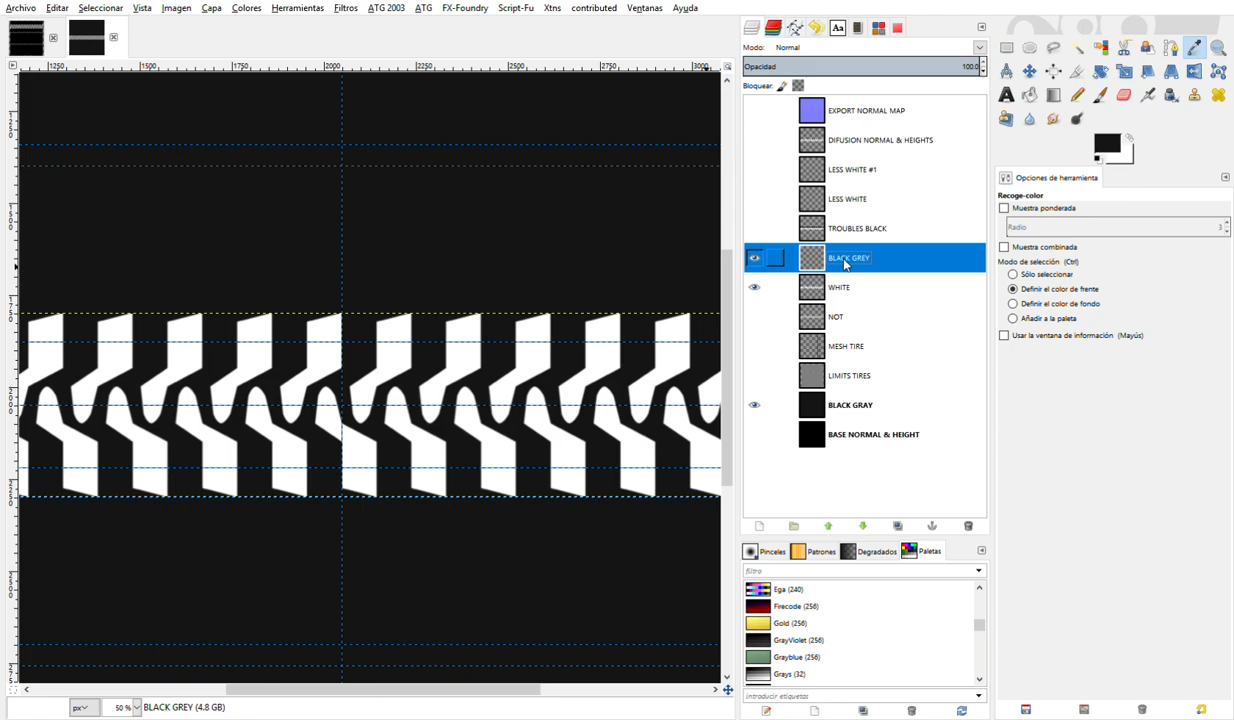 Archivo Editar Seleccionar Vista Imagen Capa Colores Herramientas Filtros ATG 2003 ATG FX-Foundry Script-Fu Xtns contributed Ventanas Ayuda
1250 1500 1750 2000 2250 2500 2750 3000
Modo: Normal
Opacidad 100.0
Bloquear:
EXPORT NORMAL MAP
DIFUSION NORMAL & HEIGHTS
LESS WHITE #1
LESS WHITE
TROUBLES BLACK
BLACK GREY
WHITE
NOT
MESH TIRE
LIMITS TIRES
BLACK GRAY
BASE NORMAL & HEIGHT
Pinceles Patrones Degradados Paletas
filtro
Ega (240)
Firecode (256)
Gold (256)
GrayViolet (256)
Grayblue (256)
Grays (32)
introducir etiquetas
Opciones de herramienta
Recoge-color
Muestra ponderada
Radio 3
Muestra combinada
Modo de selección (Ctrl)
Sólo seleccionar
Definir el color de frente
Definir el color de fondo
Añadir a la paleta
Usar la ventana de información (Mayús)
px 50 % BLACK GREY (4.8 GB)